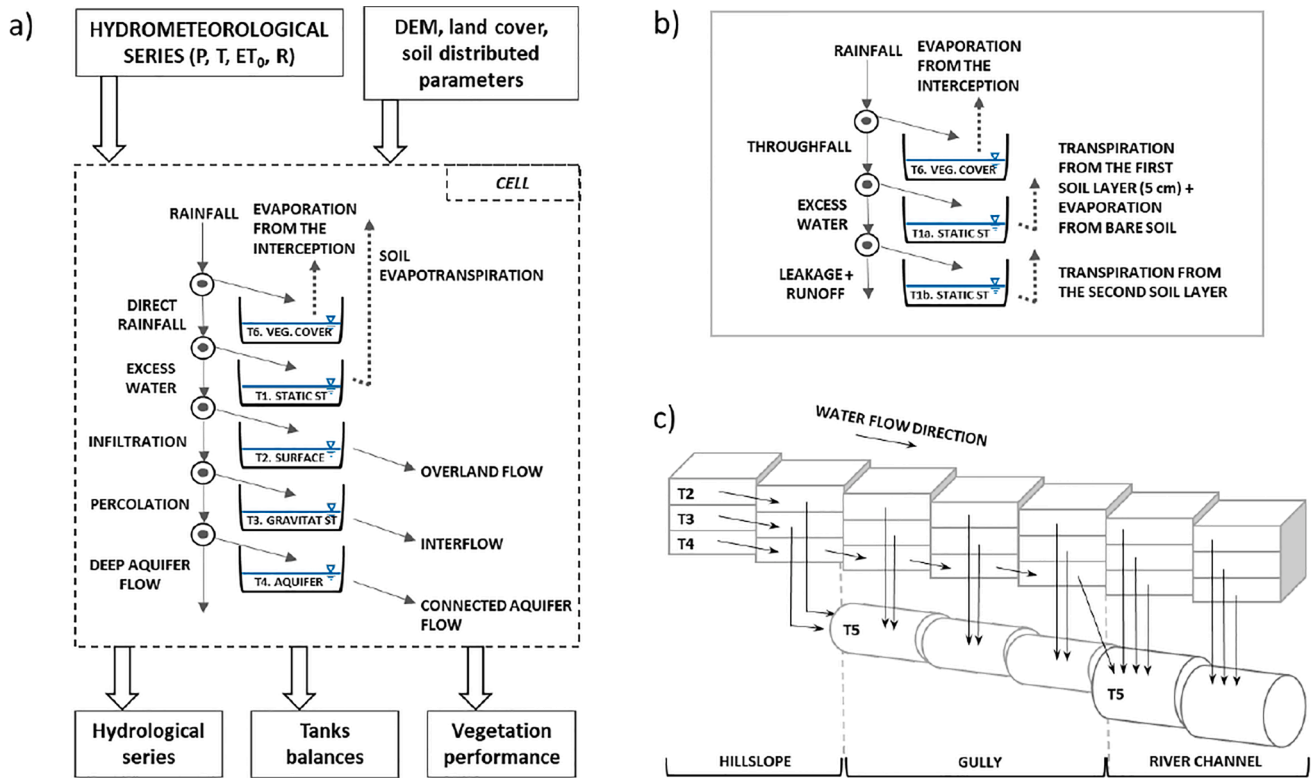 a)
HYDROMETEOROLOGICAL
SERIES (P, T, ET₀, R)
DEM, land cover,
soil distributed
parameters
CELL
RAINFALL
EVAPORATION
FROM THE
INTERCEPTION
SOIL
EVAPOTRANSPIRATION
DIRECT
RAINFALL
T6. VEG. COVER
EXCESS
WATER
T1. STATIC ST
INFILTRATION
T2. SURFACE
OVERLAND FLOW
PERCOLATION
T3. GRAVITAT ST
INTERFLOW
DEEP AQUIFER
FLOW
T4. AQUIFER
CONNECTED AQUIFER
FLOW
Hydrological
series
Tanks
balances
Vegetation
performance
b)
RAINFALL
EVAPORATION
FROM THE
INTERCEPTION
THROUGHFALL
T6. VEG. COVER
TRANSPIRATION
FROM THE FIRST
SOIL LAYER (5 cm) +
EVAPORATION
FROM BARE SOIL
EXCESS
WATER
T1a. STATIC ST
LEAKAGE +
RUNOFF
T1b. STATIC ST
TRANSPIRATION FROM
THE SECOND SOIL LAYER
c)
WATER FLOW DIRECTION
T2
T3
T4
T5
T5
HILLSLOPE
GULLY
RIVER CHANNEL